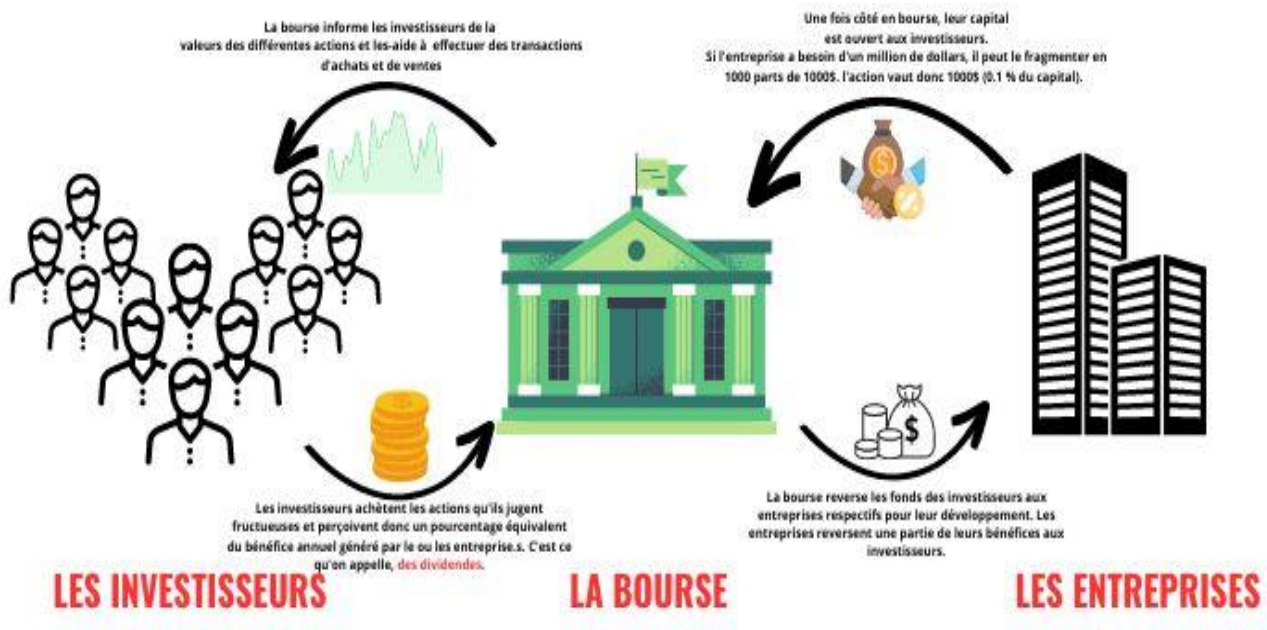 La bourse informe les investisseurs de la
valeurs des différentes actions et les-aide à effectuer des transactions
d'achats et de ventes
Une fois côté en bourse, leur capital
est ouvert aux investisseurs.
Si l'entreprise a besoin d'un million de dollars, il peut le fragmenter en
1000 parts de 1000$. l'action vaut donc 1000$ (0.1 % du capital).
$
$
Les investisseurs achètent les actions qu'ils jugent
fructueuses et perçoivent donc un pourcentage équivalent
du bénéfice annuel généré par le ou les entreprise.s. C'est ce
qu'on appelle, des dividendes.
La bourse reverse les fonds des investisseurs aux
entreprises respectifs pour leur développement. Les
entreprises reversent une partie de leurs bénéfices aux
investisseurs.
LES INVESTISSEURS
LA BOURSE
LES ENTREPRISES